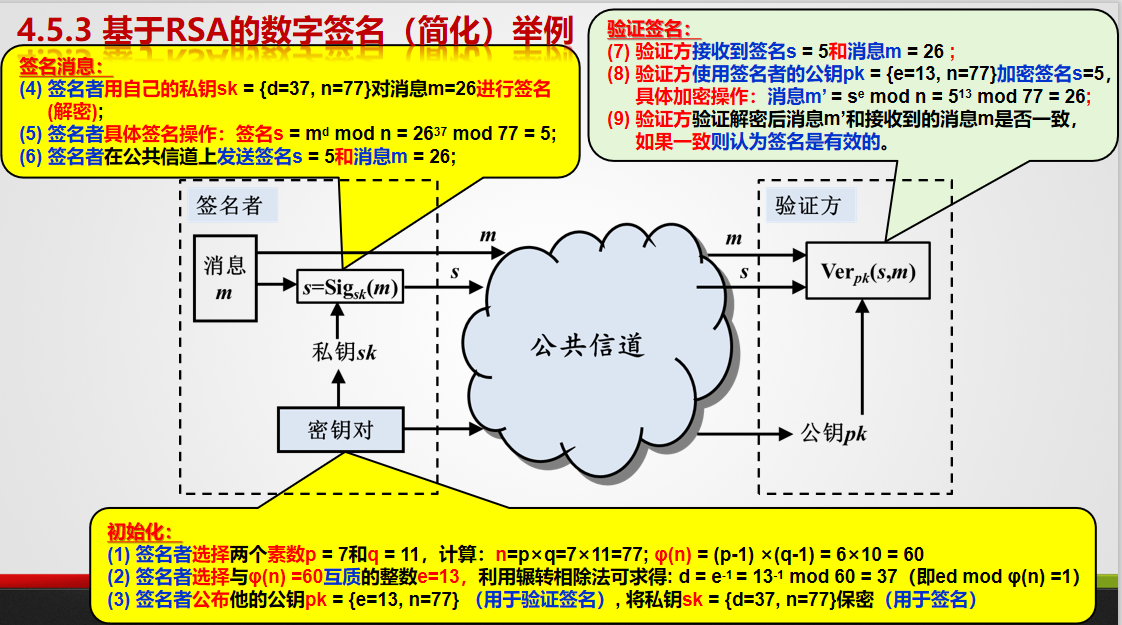 4.5.3 基于RSA的数字签名（简化）举例
签名消息：
(4) 签名者用自己的私钥sk = {d=37, n=77}对消息m=26进行签名
(解密);
(5) 签名者具体签名操作：签名s = mᵈ mod n = 26³⁷ mod 77 = 5;
(6) 签名者在公共信道上发送签名s = 5和消息m = 26;
验证签名：
(7) 验证方接收到签名s = 5和消息m = 26 ;
(8) 验证方使用签名者的公钥pk = {e=13, n=77}加密签名s=5,
具体加密操作：消息m’ = sᵉ mod n = 5¹³ mod 77 = 26;
(9) 验证方验证解密后消息m’和接收到的消息m是否一致，
如果一致则认为签名是有效的。
签名者
验证方
消息
m
m
s
s=Sigsk(m)
私钥sk
密钥对
公共信道
m
s
Verpk(s,m)
公钥pk
初始化：
(1) 签名者选择两个素数p = 7和q = 11，计算：n=p×q=7×11=77; φ(n) = (p-1) ×(q-1) = 6×10 = 60
(2) 签名者选择与φ(n) =60互质的整数e=13，利用辗转相除法可求得: d = e⁻¹ = 13⁻¹ mod 60 = 37（即ed mod φ(n) =1）
(3) 签名者公布他的公钥pk = {e=13, n=77} （用于验证签名）, 将私钥sk = {d=37, n=77}保密（用于签名）